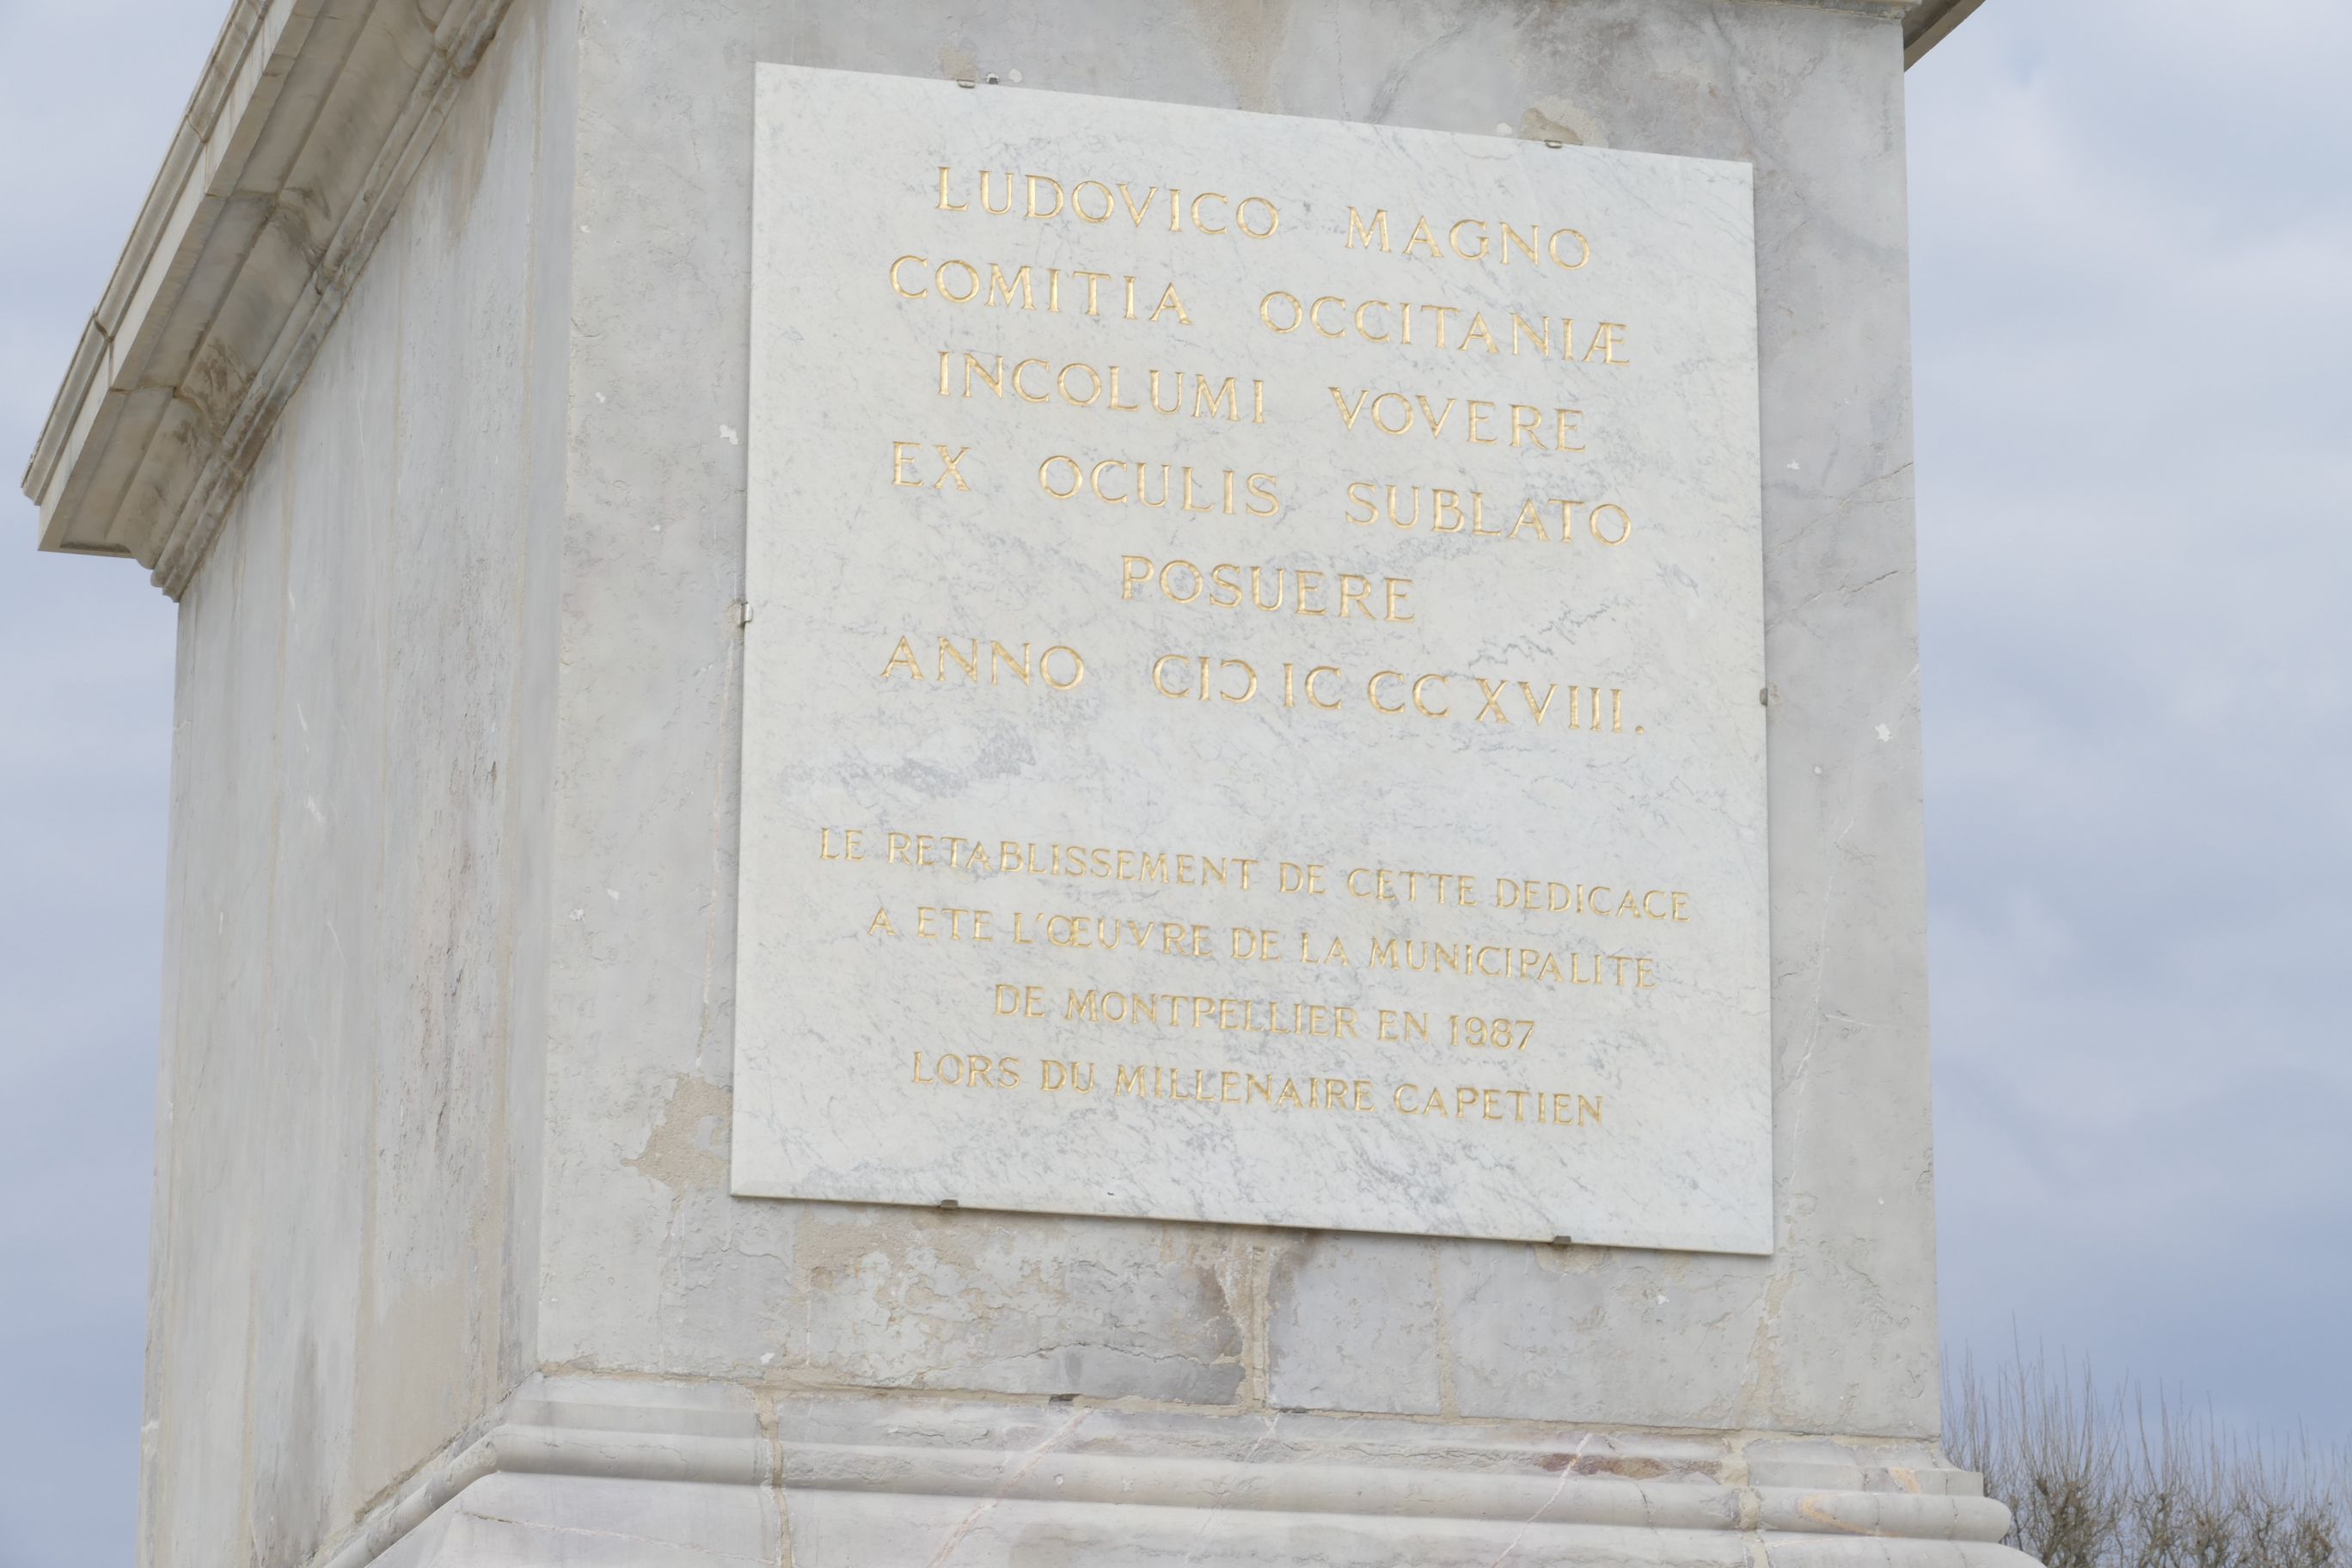 LUDOVICO MAGNO
COMITIA OCCITANIÆ
INCOLUMI VOVERE
EX OCULIS SUBLATO
POSUERE
ANNO CIƆ IC CC XVIII.
LE RETABLISSEMENT DE CETTE DEDICACE
A ETE L'ŒUVRE DE LA MUNICIPALITE
DE MONTPELLIER EN 1987
LORS DU MILLENAIRE CAPETIEN